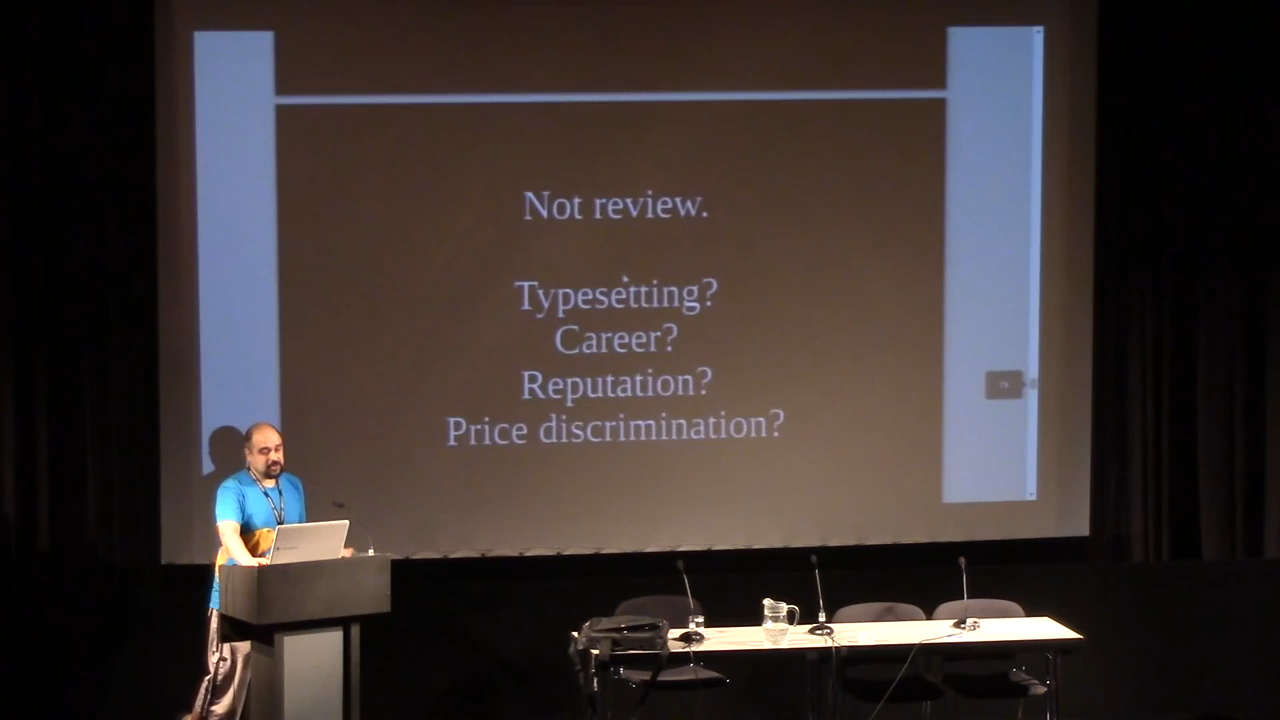 Not review.
Typesetting?
Career?
Reputation?
Price discrimination?